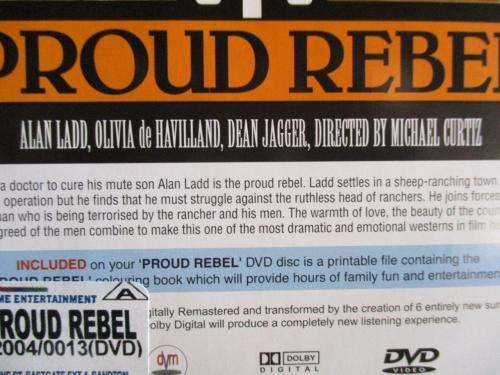 PROUD REBEL
ALAN LADD, OLIVIA de HAVILLAND, DEAN JAGGER, DIRECTED BY MICHAEL CURTIZ
a doctor to cure his mute son Alan Ladd is the proud rebel. Ladd settles in a sheep-ranching town
operation but he finds that he must struggle against the ruthless head of ranchers. He joins forces
man who is being terrorised by the rancher and his men. The warmth of love, the beauty of the cou
greed of the men combine to make this one of the most dramatic and emotional westerns in film h
INCLUDED on your 'PROUD REBEL' DVD disc is a printable file containing the
PROUD REBEL' colouring book which will provide hours of family fun and entertainmen
ME ENTERTAINMENT A
PROUD REBEL
2004/0013(DVD)
igitally Remastered and transformed by the creation of 6 entirely new sur
olby Digital will produce a completely new listening experience.
dvm
DOLBY
DIGITAL
DVD
VIDEO